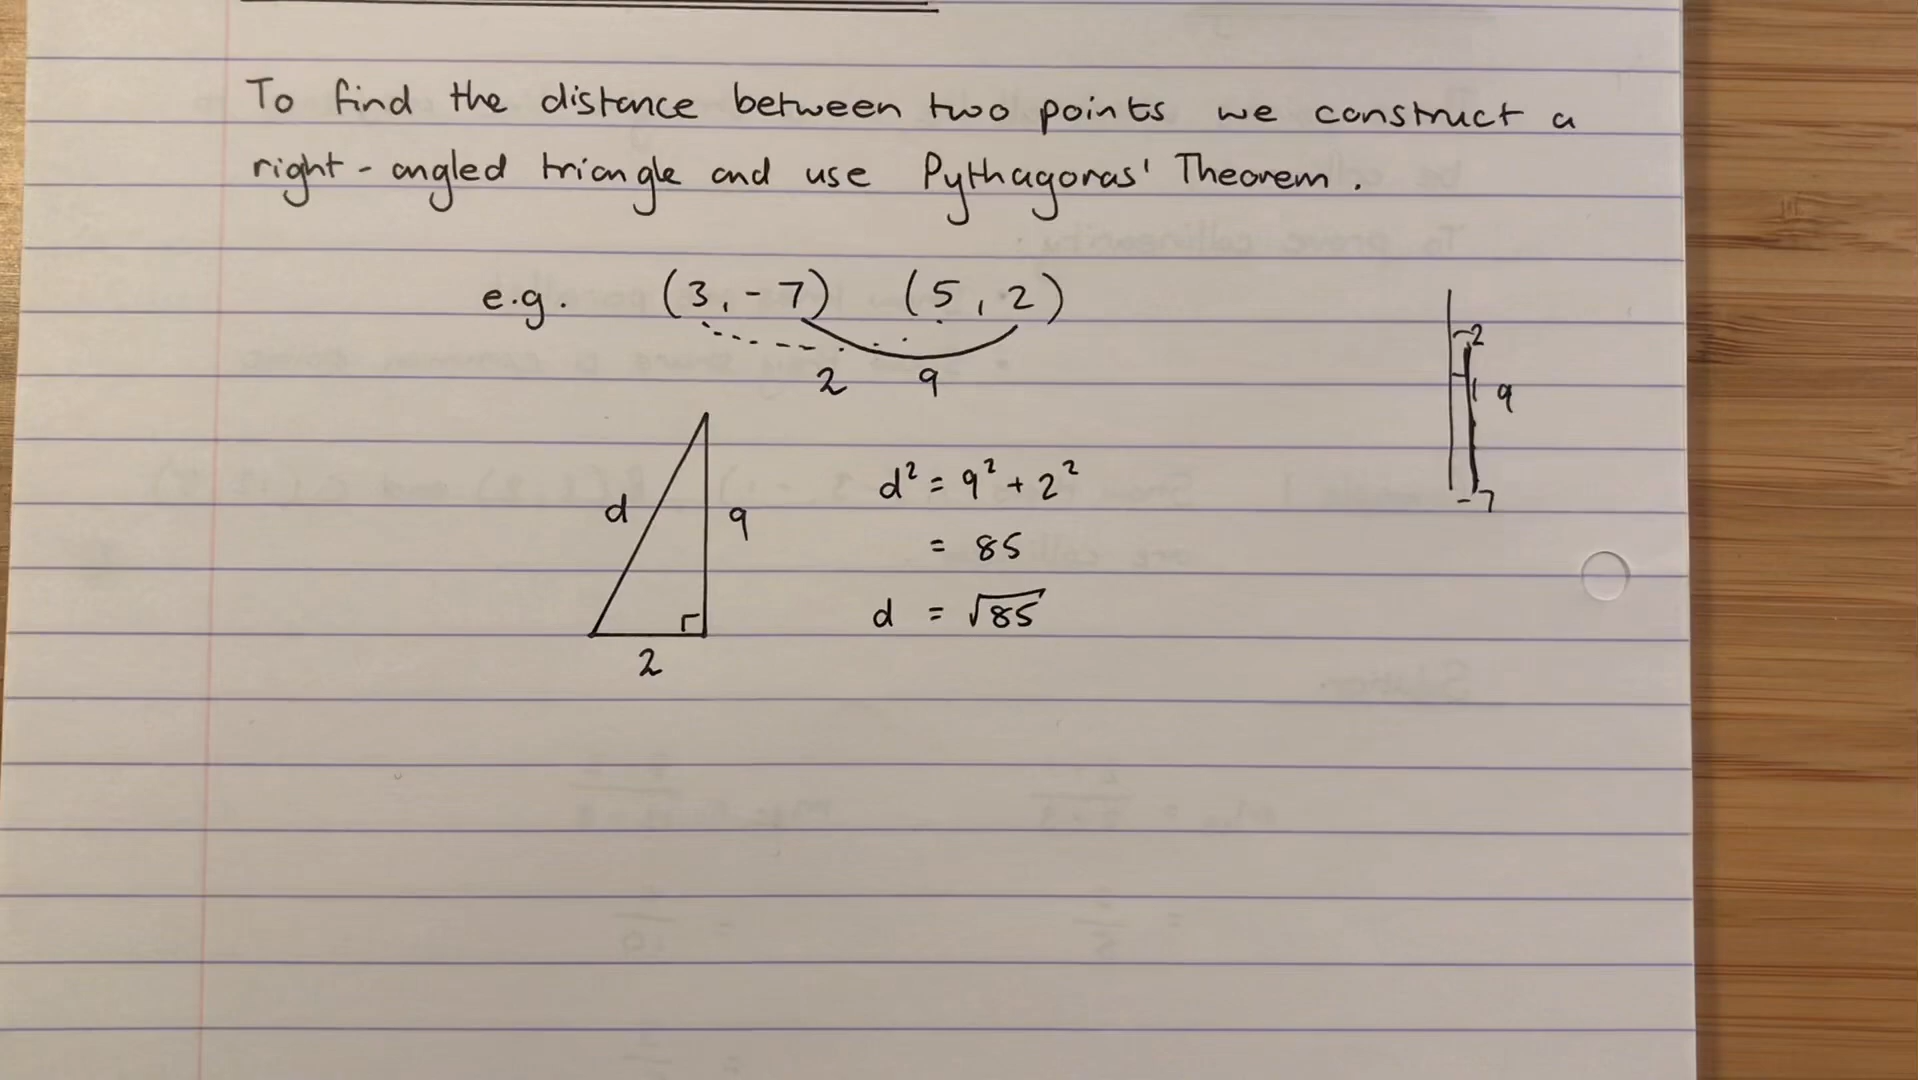 To find the distance between two points we construct a
right-angled triangle and use Pythagoras' Theorem.
e.g. (3, -7) (5, 2)
2 9
d 9
2
d² = 9² + 2²
= 85
d = √85
2
9
-7